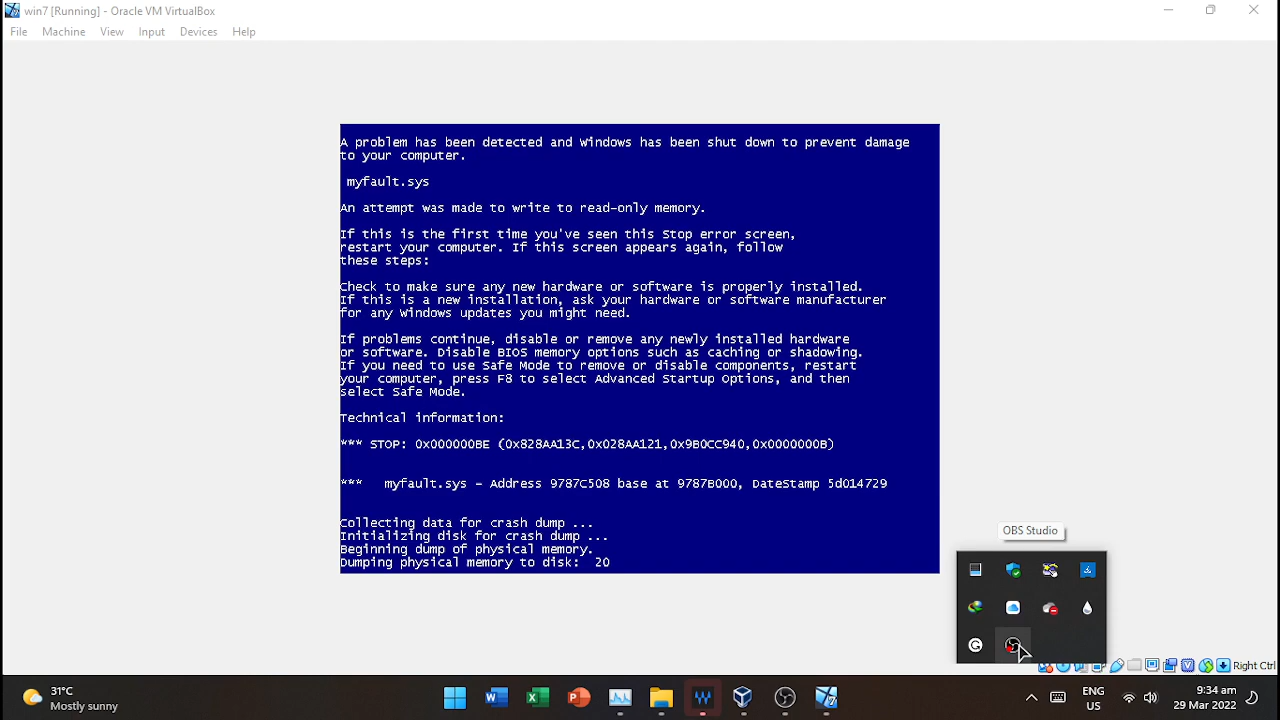 win7 [Running] - Oracle VM VirtualBox
File Machine View Input Devices Help
A problem has been detected and Windows has been shut down to prevent damage
to your computer.
myfault.sys
An attempt was made to write to read-only memory.
If this is the first time you've seen this Stop error screen,
restart your computer. If this screen appears again, follow
these steps:
Check to make sure any new hardware or software is properly installed.
If this is a new installation, ask your hardware or software manufacturer
for any Windows updates you might need.
If problems continue, disable or remove any newly installed hardware
or software. Disable BIOS memory options such as caching or shadowing.
If you need to use Safe Mode to remove or disable components, restart
your computer, press F8 to select Advanced Startup Options, and then
select Safe Mode.
Technical information:
*** STOP: 0x000000BE (0x828AA13C,0x028AA121,0x9B0CC940,0x0000000B)
*** myfault.sys - Address 9787C508 base at 9787B000, DateStamp 5d014729
Collecting data for crash dump ...
Initializing disk for crash dump ...
Beginning dump of physical memory.
Dumping physical memory to disk: 20
OBS Studio
Right Ctrl
31°C
Mostly sunny
ENG
US
9:34 am
29 Mar 2022